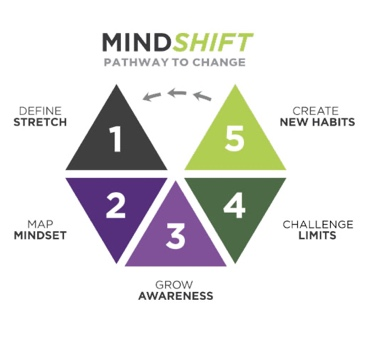 MINDSHIFT
PATHWAY TO CHANGE
DEFINE
STRETCH
1
CREATE
NEW HABITS
5
MAP
MINDSET
2
3
4
CHALLENGE
LIMITS
GROW
AWARENESS